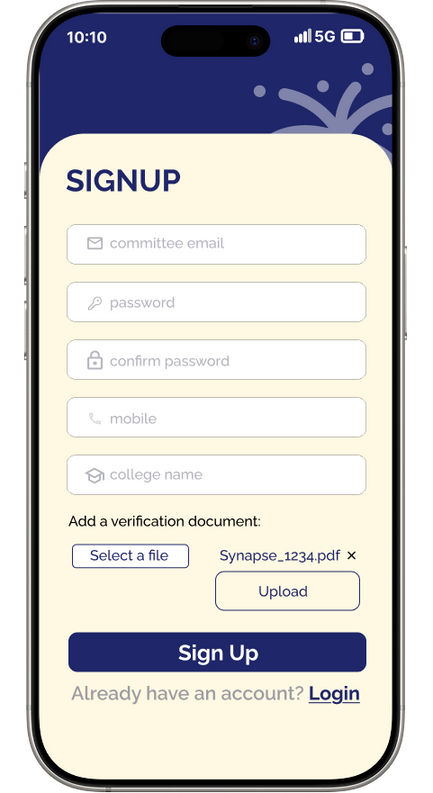 10:10 5G
SIGNUP
committee email
password
confirm password
mobile
college name
Add a verification document:
Select a file Synapse_1234.pdf ×
Upload
Sign Up
Already have an account? Login